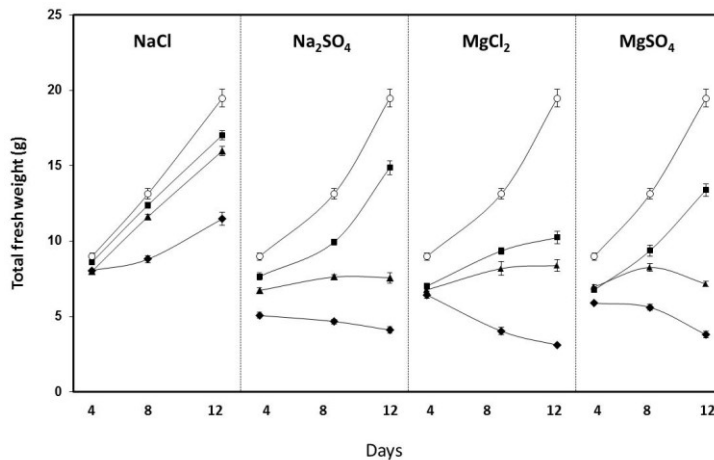 25
20
15
10
5
0
Total fresh weight (g)
NaCl
Na₂SO₄
MgCl₂
MgSO₄
4 8 12 4 8 12 4 8 12 4 8 12
Days